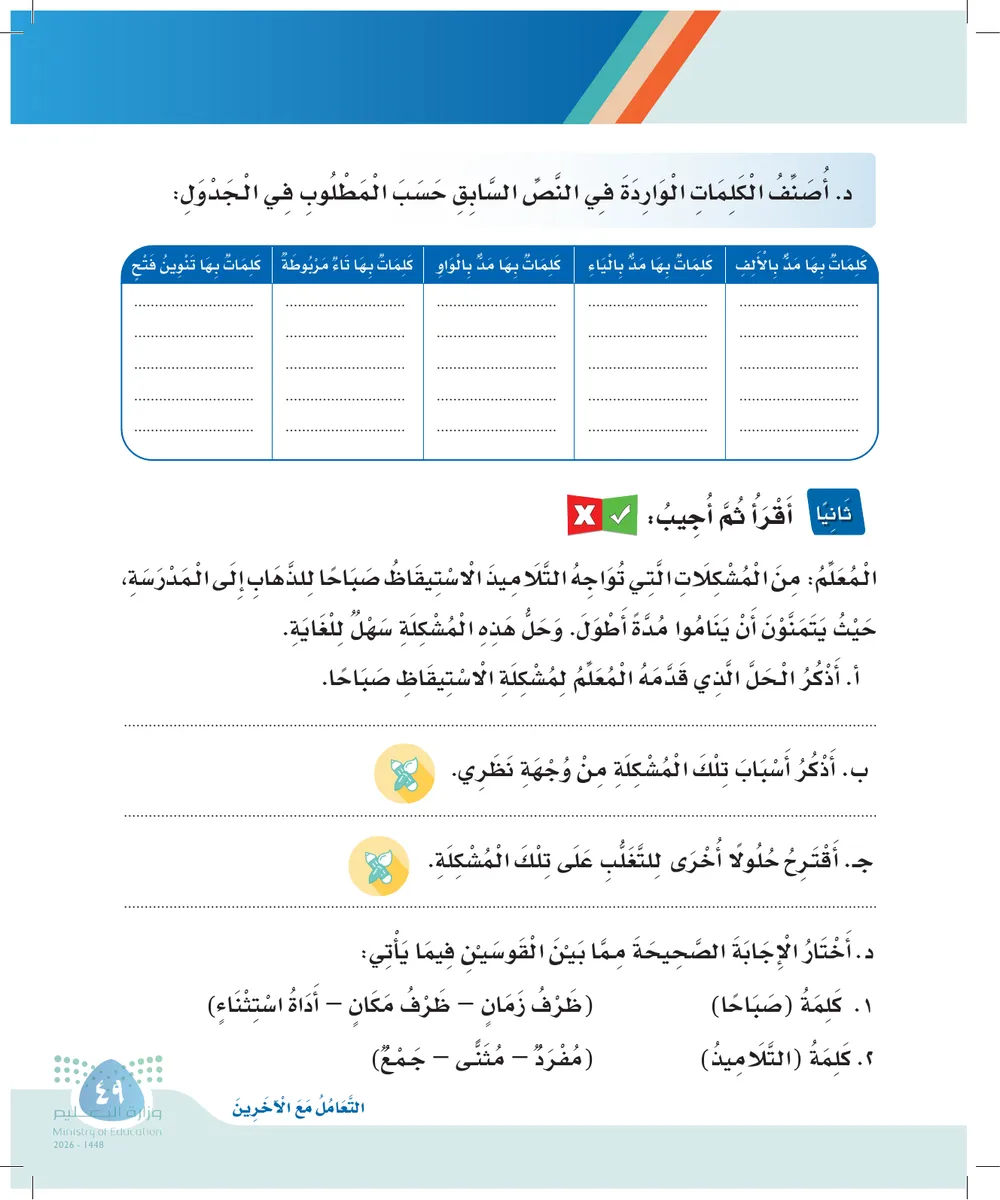 د. أُصَنِّفُ الْكَلِمَاتِ الْوَارِدَةَ فِي النَّصِّ السَّابِقِ حَسَبَ الْمَطْلُوبِ فِي الْجَدْوَلِ:
كَلِمَاتٌ بِهَا مَدٌّ بِالْأَلِفِ كَلِمَاتٌ بِهَا مَدٌّ بِالْيَاءِ كَلِمَاتٌ بِهَا مَدٌّ بِالْوَاوِ كَلِمَاتٌ بِهَا تَاءٌ مَرْبُوطَةٌ كَلِمَاتٌ بِهَا تَنْوِينُ فَتْحٍ
ثَانِيًا أَقْرَأُ ثُمَّ أُجِيبُ:
الْمُعَلِّمُ: مِنَ الْمُشْكِلَاتِ الَّتِي تُوَاجِهُ التَّلَامِيذَ الْاسْتِيقَاظُ صَبَاحًا لِلذَّهَابِ إِلَى الْمَدْرَسَةِ،
حَيْثُ يَتَمَنَّوْنَ أَنْ يَنَامُوا مُدَّةً أَطْوَلَ. وَحَلُّ هَذِهِ الْمُشْكِلَةِ سَهْلٌ لِلْغَايَةِ.
أ. أَذْكُرُ الْحَلَّ الَّذِي قَدَّمَهُ الْمُعَلِّمُ لِمُشْكِلَةِ الْاسْتِيقَاظِ صَبَاحًا.
ب. أَذْكُرُ أَسْبَابَ تِلْكَ الْمُشْكِلَةِ مِنْ وُجْهَةِ نَظَرِي.
جـ. أَقْتَرِحُ حُلُولًا أُخْرَى لِلتَّغَلُّبِ عَلَى تِلْكَ الْمُشْكِلَةِ.
د. أَخْتَارُ الْإِجَابَةَ الصَّحِيحَةَ مِمَّا بَيْنَ الْقَوسَيْنِ فِيمَا يَأْتِي:
١. كَلِمَةُ (صَبَاحًا) (ظَرْفُ زَمَانٍ – ظَرْفُ مَكَانٍ – أَدَاةُ اسْتِثْنَاءٍ)
٢. كَلِمَةُ (التَّلَامِيذُ) (مُفْرَدٌ – مُثَنًّى – جَمْعٌ)
التَّعَامُلُ مَعَ الْآخَرِينَ
٤٩
وزارة التعليم
Ministry of Education
2026 - 1448